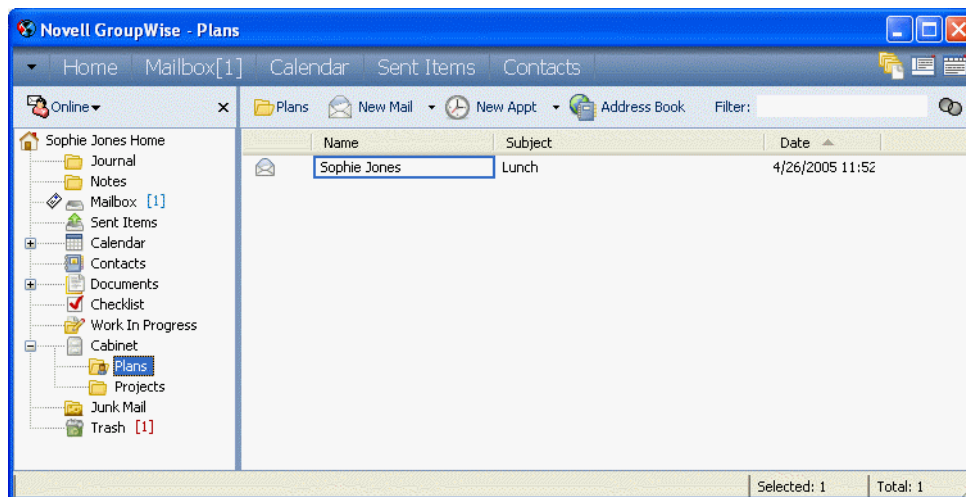 Novell GroupWise - Plans
Home Mailbox[1] Calendar Sent Items Contacts
Online Plans New Mail New Appt Address Book Filter:
Sophie Jones Home
Journal
Notes
Mailbox [1]
Sent Items
Calendar
Contacts
Documents
Checklist
Work In Progress
Cabinet
Plans
Projects
Junk Mail
Trash [1]
Name Subject Date
Sophie Jones Lunch 4/26/2005 11:52
Selected: 1 Total: 1